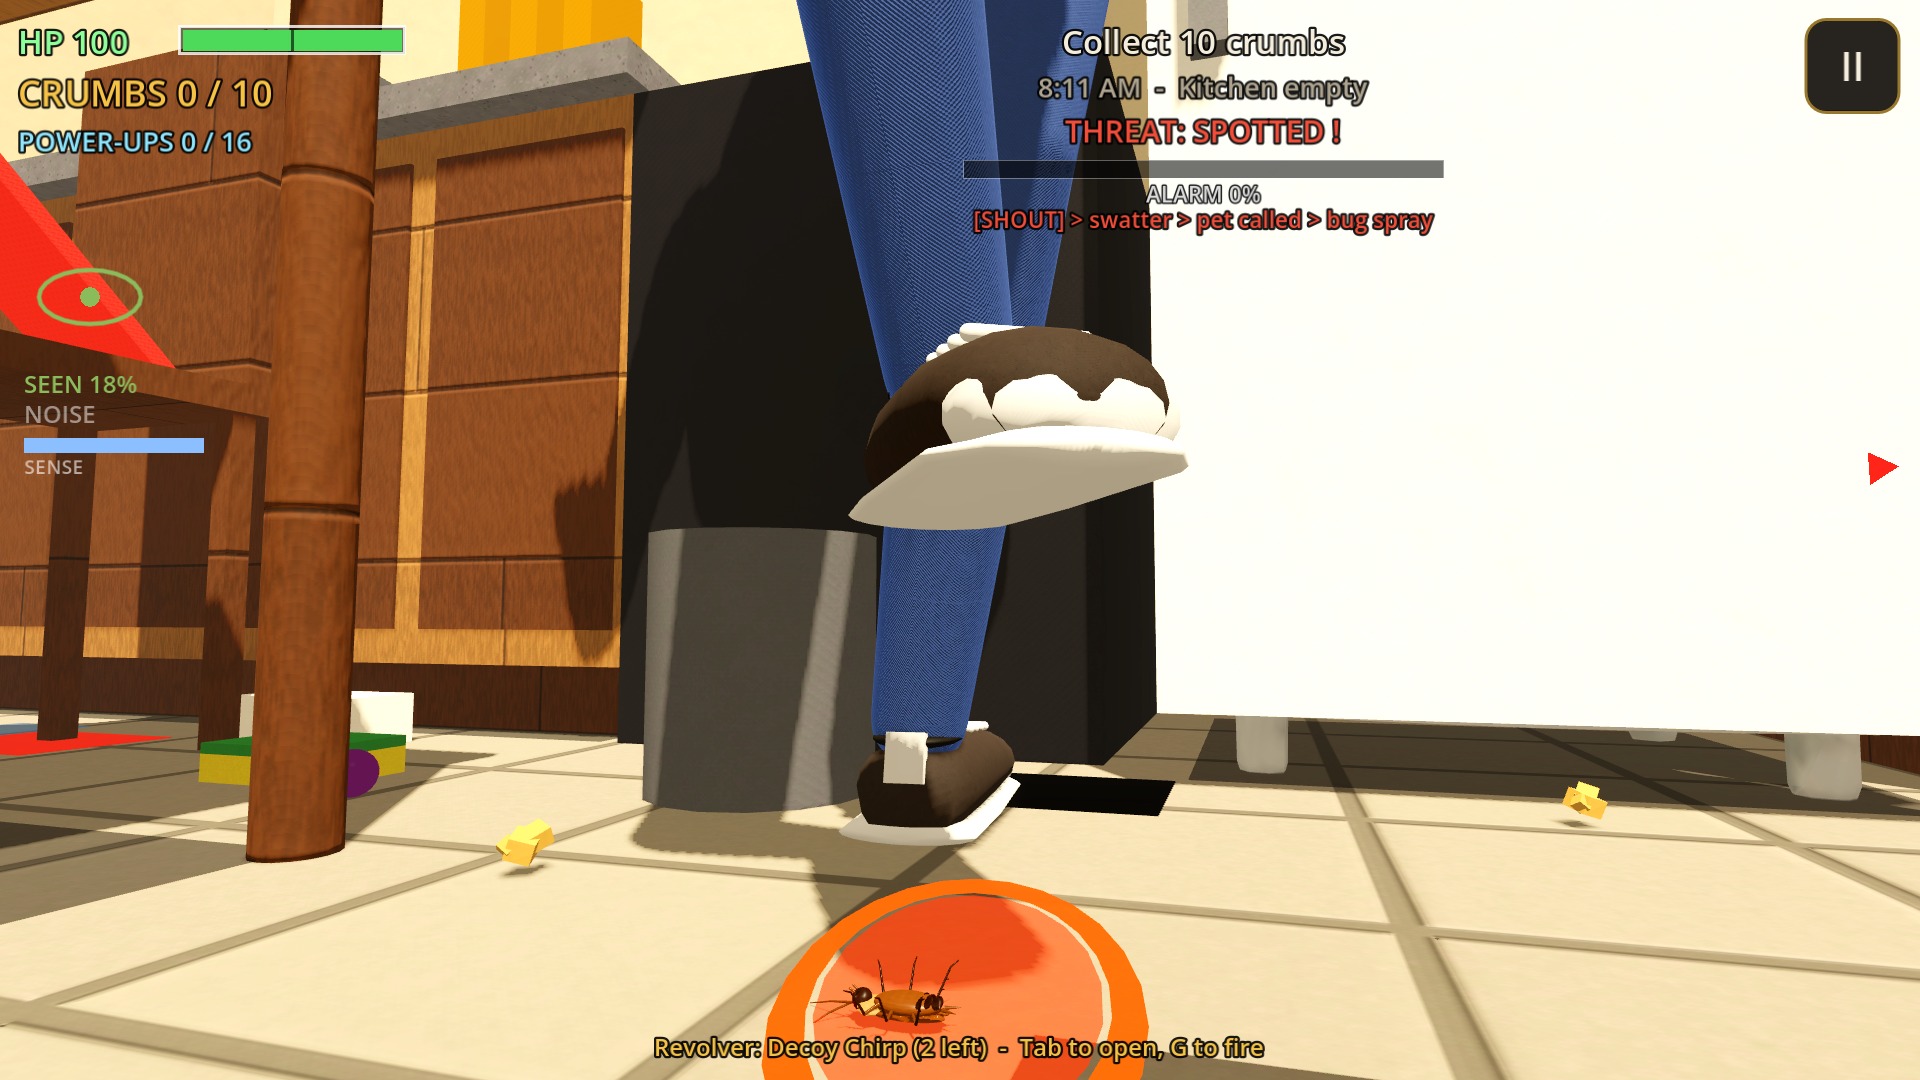 HP 100
CRUMBS 0 / 10
POWER-UPS 0 / 16
Collect 10 crumbs
8:11 AM - Kitchen empty
THREAT: SPOTTED !
ALARM 0%
[SHOUT] > swatter > pet called > bug spray
SEEN 18%
NOISE
SENSE
Revolver: Decoy Chirp (2 left) - Tab to open, G to fire